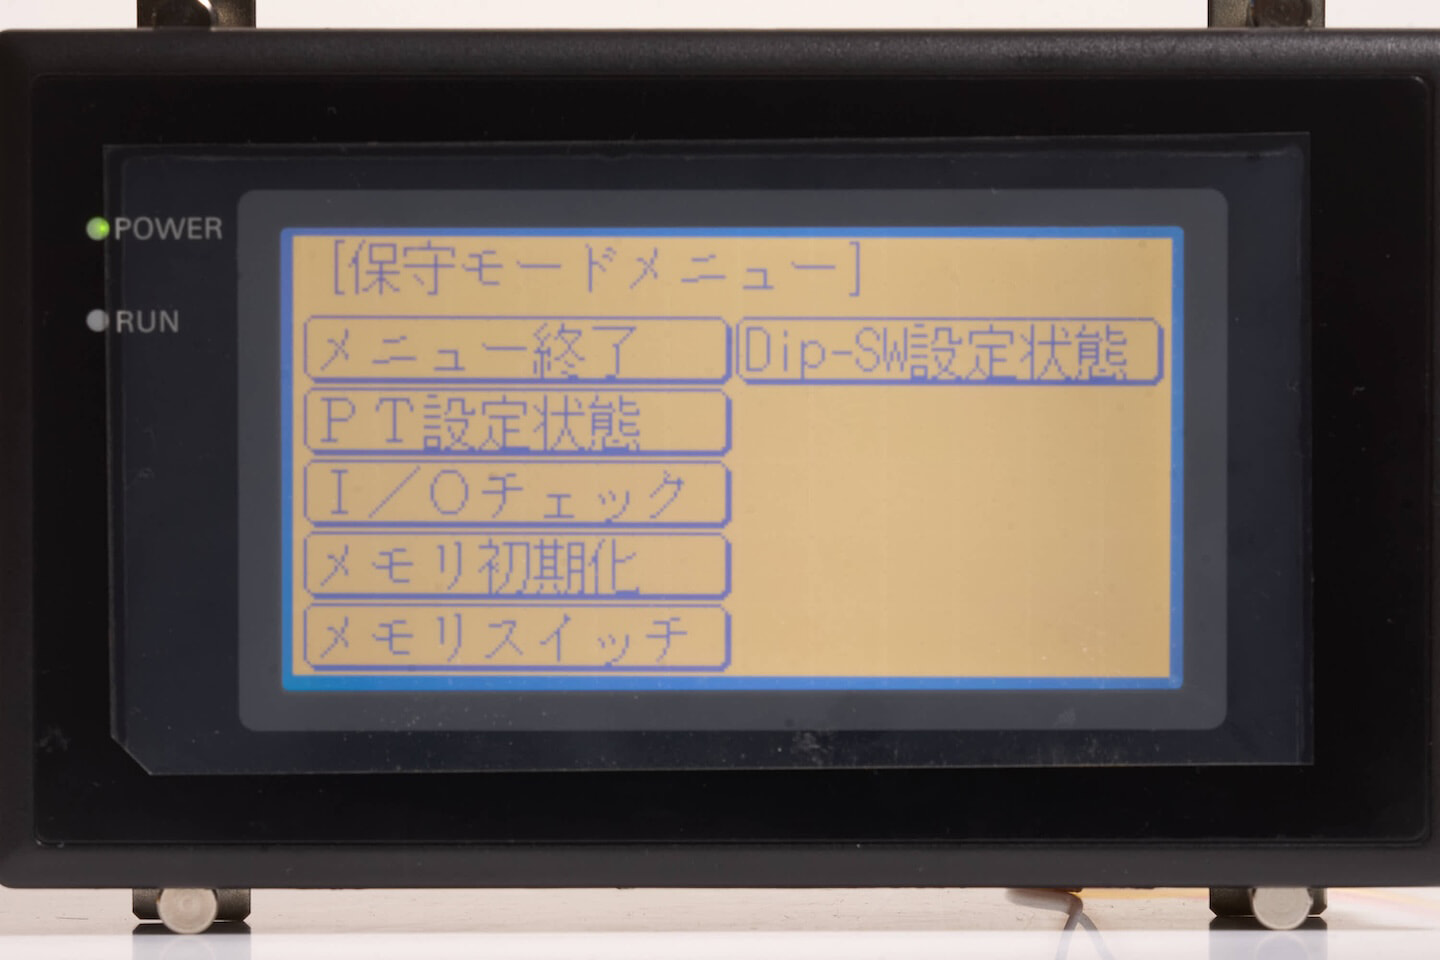 POWER
RUN
[保守モードメニュー]
メニュー終了
Dip-SW設定状態
PT設定状態
I/Oチェック
メモリ初期化
メモリスイッチ